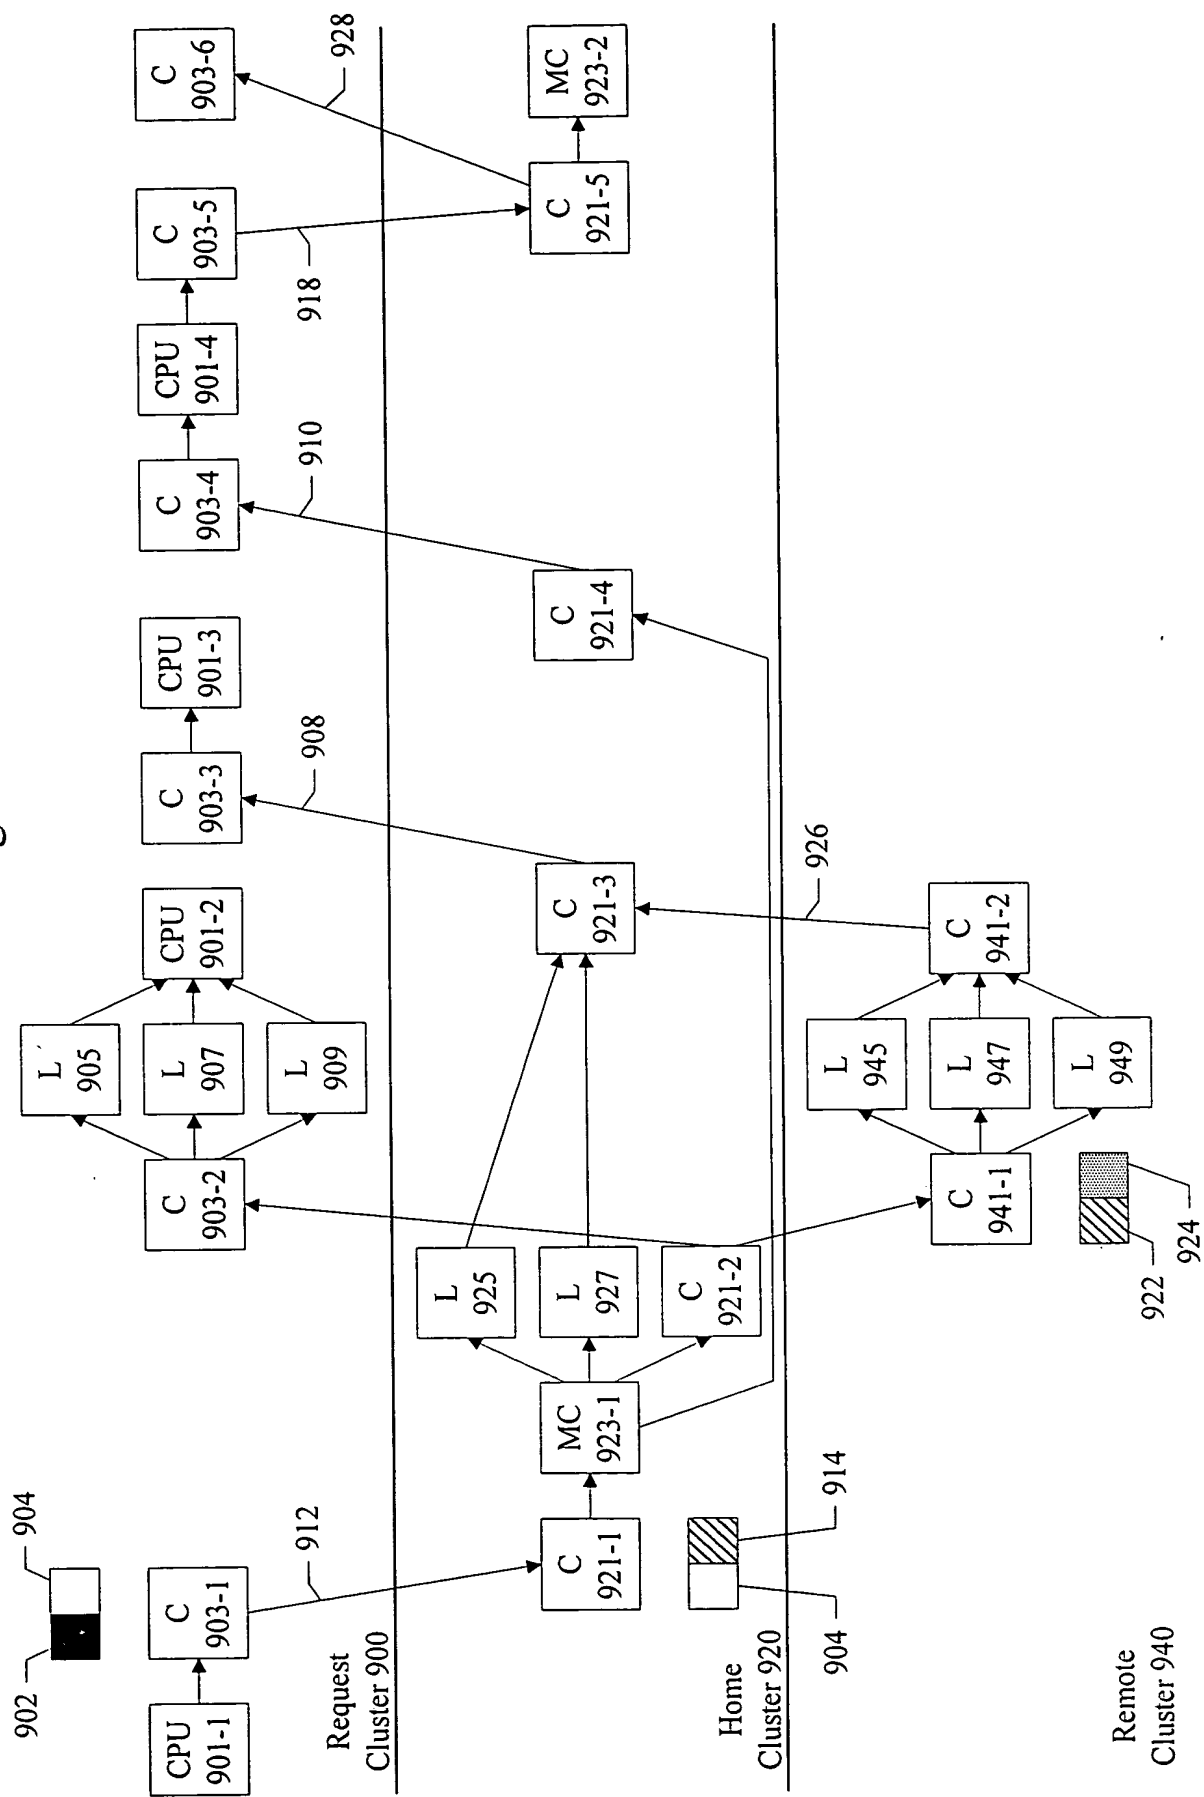 902
904
L
905
CPU
901-1
C
903-1
C
903-2
L
907
CPU
901-2
C
903-3
CPU
901-3
C
903-4
CPU
901-4
C
903-5
C
903-6
L
909
912
908
910
918
928
Request
Cluster 900
L
925
C
921-1
MC
923-1
L
927
C
921-3
C
921-4
C
921-5
MC
923-2
C
921-2
Home
Cluster 920
904
914
926
L
945
C
941-1
L
947
C
941-2
L
949
Remote
Cluster 940
922
924